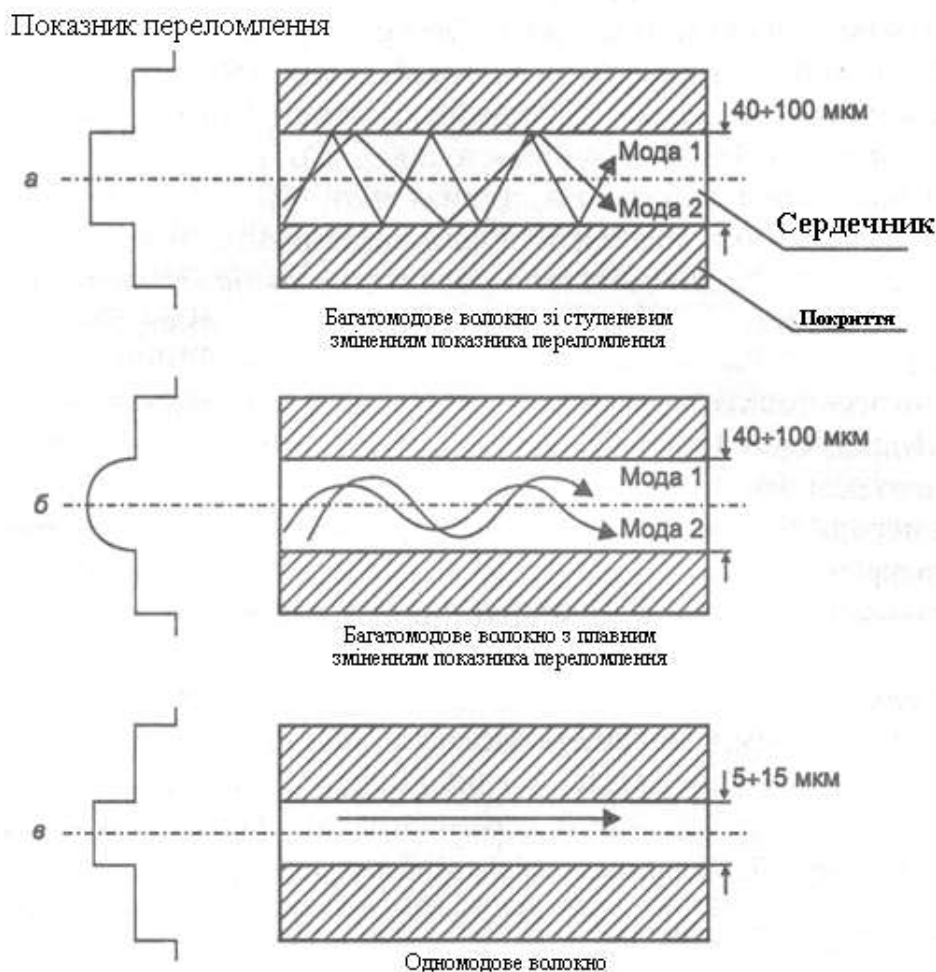 Показник переломлення
40÷100 мкм
Мода 1
а
Мода 2
Сердечник
Покриття
Багатомодове волокно зі ступеневим
зміненням показника переломлення
40÷100 мкм
Мода 1
б
Мода 2
Багатомодове волокно з плавним
зміненням показника переломлення
5÷15 мкм
в
Одномодове волокно